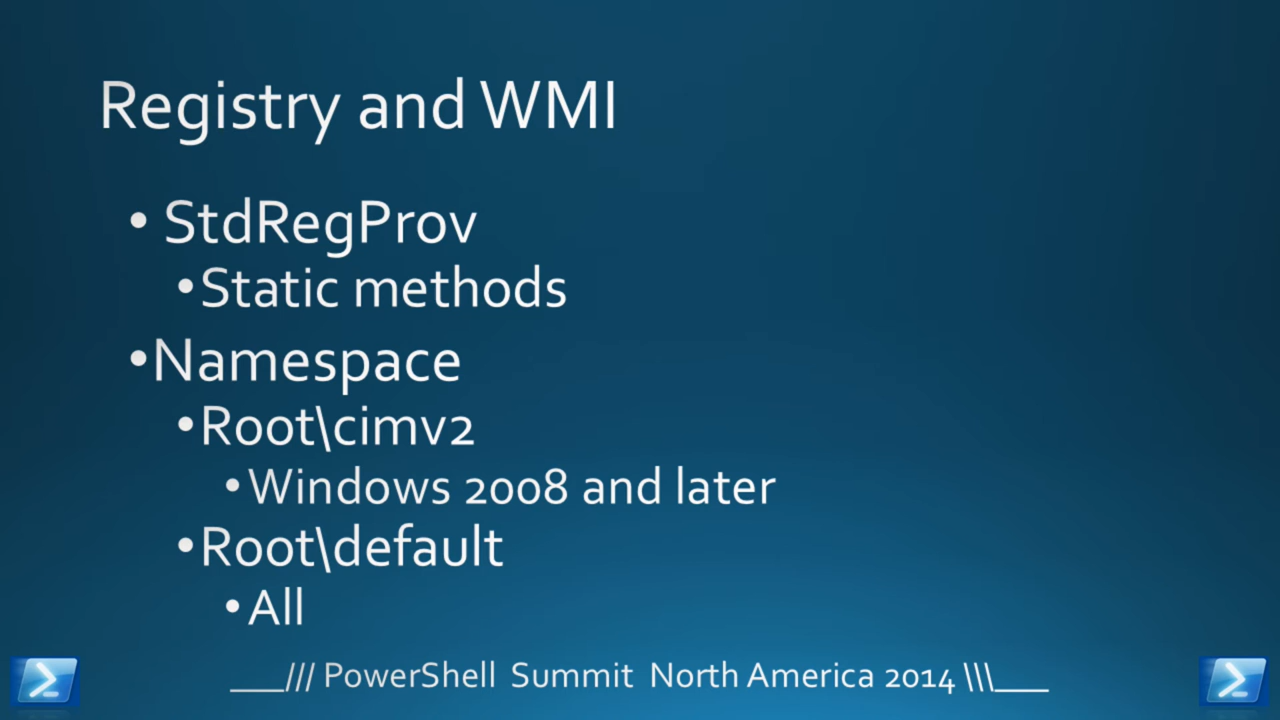 Registry and WMI
• StdRegProv
•Static methods
•Namespace
•Root\cimv2
•Windows 2008 and later
•Root\default
•All
___/// PowerShell Summit North America 2014 \\\___